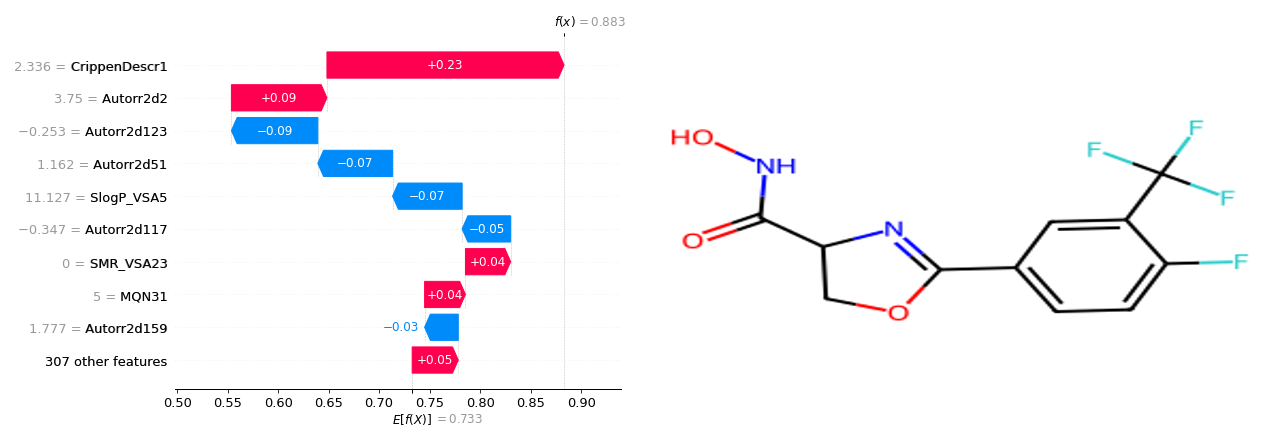 f(x) = 0.883
2.336 = CrippenDescr1
+0.23
3.75 = Autorr2d2
+0.09
−0.253 = Autorr2d123
−0.09
1.162 = Autorr2d51
−0.07
11.127 = SlogP_VSA5
−0.07
−0.347 = Autorr2d117
−0.05
0 = SMR_VSA23
+0.04
5 = MQN31
+0.04
1.777 = Autorr2d159
−0.03
307 other features
+0.05
0.50 0.55 0.60 0.65 0.70 0.75 0.80 0.85 0.90
E[f(X)] = 0.733
HO
NH
O
N
O
F
F
F
F